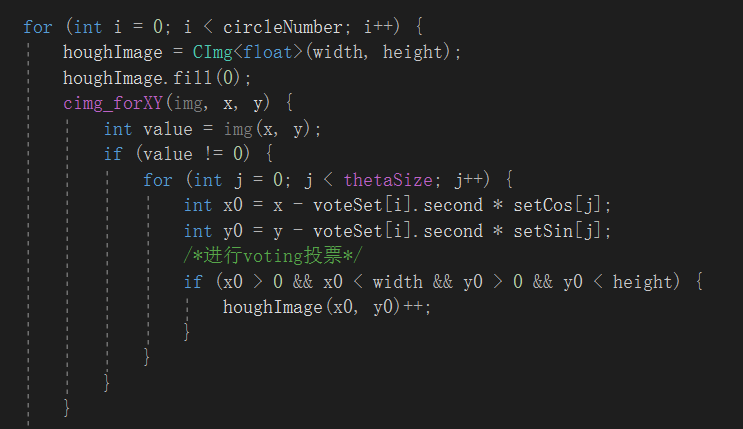 for (int i = 0; i < circleNumber; i++) {
houghImage = CImg<float>(width, height);
houghImage.fill(0);
cimg_forXY(img, x, y) {
int value = img(x, y);
if (value != 0) {
for (int j = 0; j < thetaSize; j++) {
int x0 = x - voteSet[i].second * setCos[j];
int y0 = y - voteSet[i].second * setSin[j];
/*进行voting投票*/
if (x0 > 0 && x0 < width && y0 > 0 && y0 < height) {
houghImage(x0, y0)++;
}
}
}
}